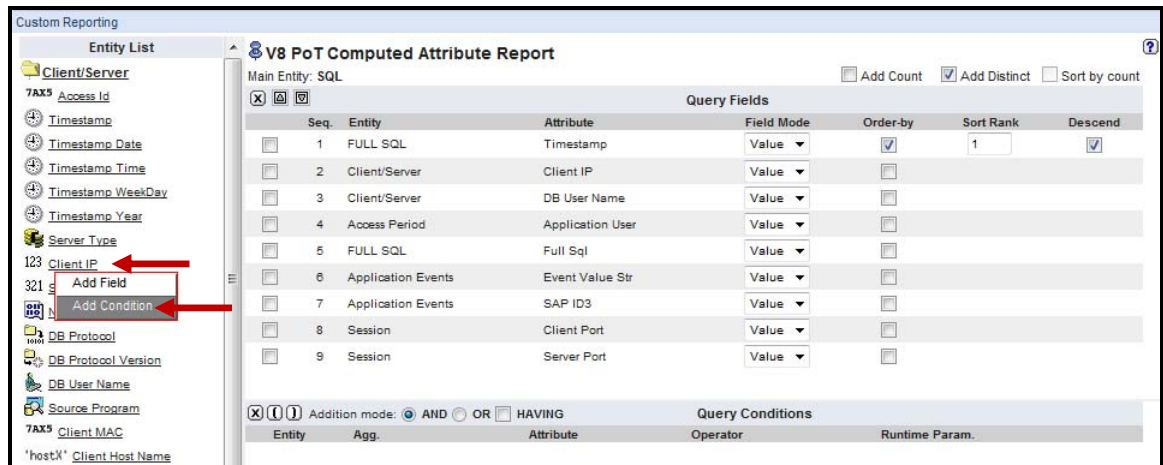 Custom Reporting
Entity List
Client/Server
7AX5 Access Id
Timestamp
Timestamp Date
Timestamp Time
Timestamp WeekDay
Timestamp Year
Server Type
123 Client IP
321 S
Add Field
Add Condition
N
DB Protocol
DB Protocol Version
DB User Name
Source Program
7AX5 Client MAC
'hostX' Client Host Name
V8 PoT Computed Attribute Report
?
Main Entity: SQL
Add Count Add Distinct Sort by count
X Query Fields
Seq. Entity Attribute Field Mode Order-by Sort Rank Descend
1 FULL SQL Timestamp Value 1
2 Client/Server Client IP Value
3 Client/Server DB User Name Value
4 Access Period Application User Value
5 FULL SQL Full Sql Value
6 Application Events Event Value Str Value
7 Application Events SAP ID3 Value
8 Session Client Port Value
9 Session Server Port Value
X ( ) Addition mode: AND OR HAVING Query Conditions
Entity Agg. Attribute Operator Runtime Param.